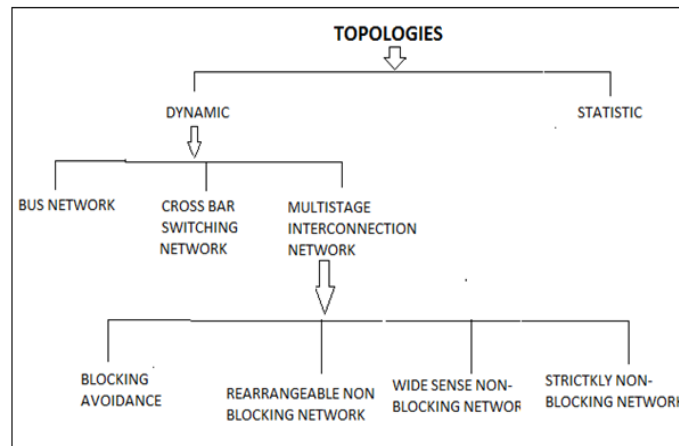 TOPOLOGIES
DYNAMIC
STATISTIC
BUS NETWORK
CROSS BAR
SWITCHING
NETWORK
MULTISTAGE
INTERCONNECTION
NETWORK
BLOCKING
AVOIDANCE
REARRANGEABLE NON
BLOCKING NETWORK
WIDE SENSE NON-
BLOCKING NETWOR
STRICTKLY NON-
BLOCKING NETWORK